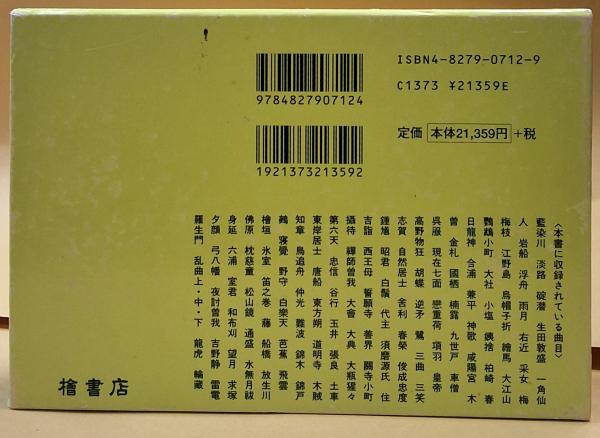 ISBN4-8279-0712-9
C1373 ¥21359E
9784827907124
定価 本体21,359円 +税
1921373213592
〈本書に収録されている曲目〉
藍染川 淡路 碇潜 生田敦盛 一角仙
人 岩船 浮舟 雨月 右近 采女 梅
梅枝 江野島 烏帽子折 繪馬 大江山
鸚鵡小町 大社 小塩 姨捨 柏崎 春
日龍神 合浦 兼平 神歌 咸陽宮 木
曽 金札 國栖 楠露 九世戸 車僧
呉服 現在七面 戀重荷 項羽 皇帝
高野物狂 胡蝶 逆矛 鷺 三曲 三笑
志賀 自然居士 舎利 春榮 俊成忠度
鍾馗 昭君 白鬚 代主 須磨源氏 住
吉詣 西王母 誓願寺 善界 關寺小町
攝待 禪師曽我 大會 大典 大瓶猩々
第六天 忠信 谷行 玉井 張良 土車
東岸居士 唐船 東方朔 道明寺 木賊
知章 鳥追舟 仲光 難波 錦木 錦戸
鵺 寝覺 野守 白樂天 芭蕉 飛雲
檜垣 氷室 笛之巻 藤 船橋 放生川
佛原 枕慈童 松山鏡 通盛 水無月祓
身延 六浦 室君 和布刈 望月 求塚
夕顔 弓八幡 夜討曽我 吉野静 雷電
羅生門 乱曲上・中・下 龍虎 輪蔵
檜書店